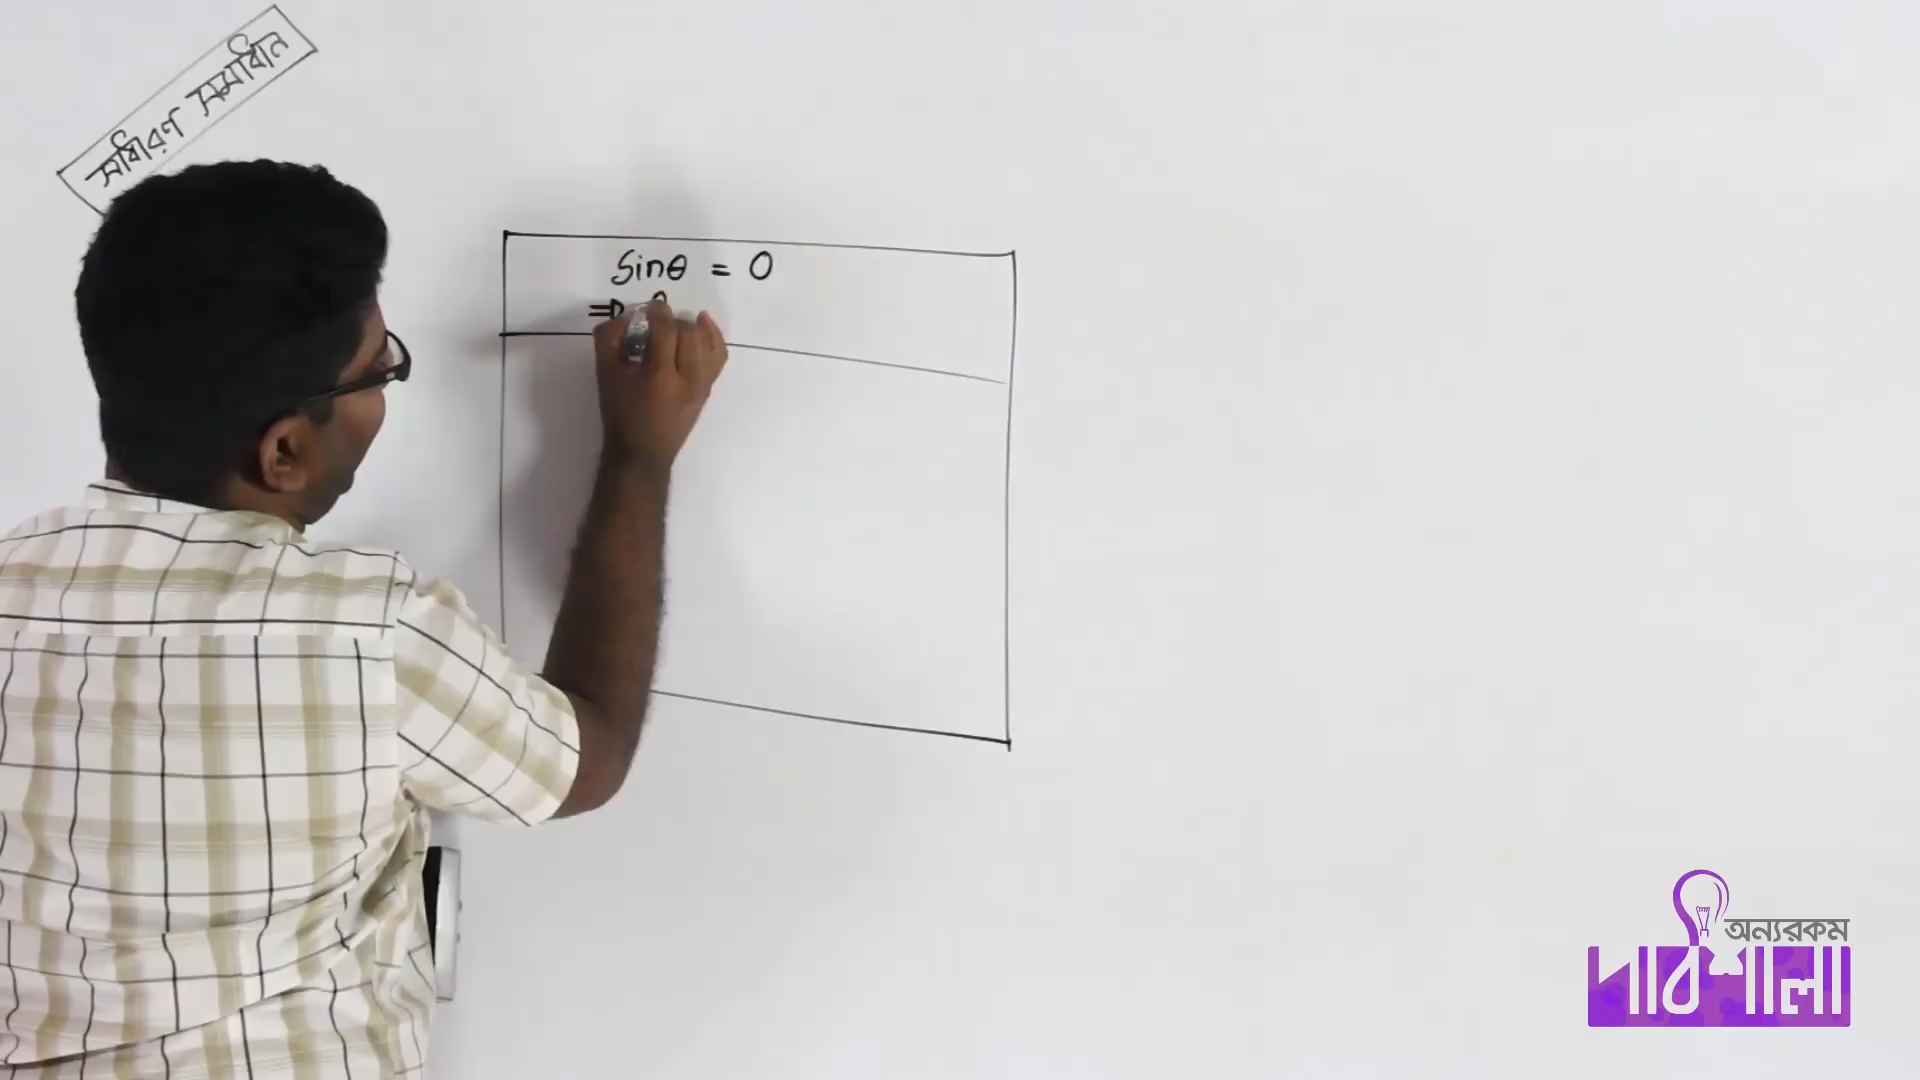 সাধারণ সমাধান
Sinθ = 0
⇒ θ
অন্যরকম
পাঠশালা